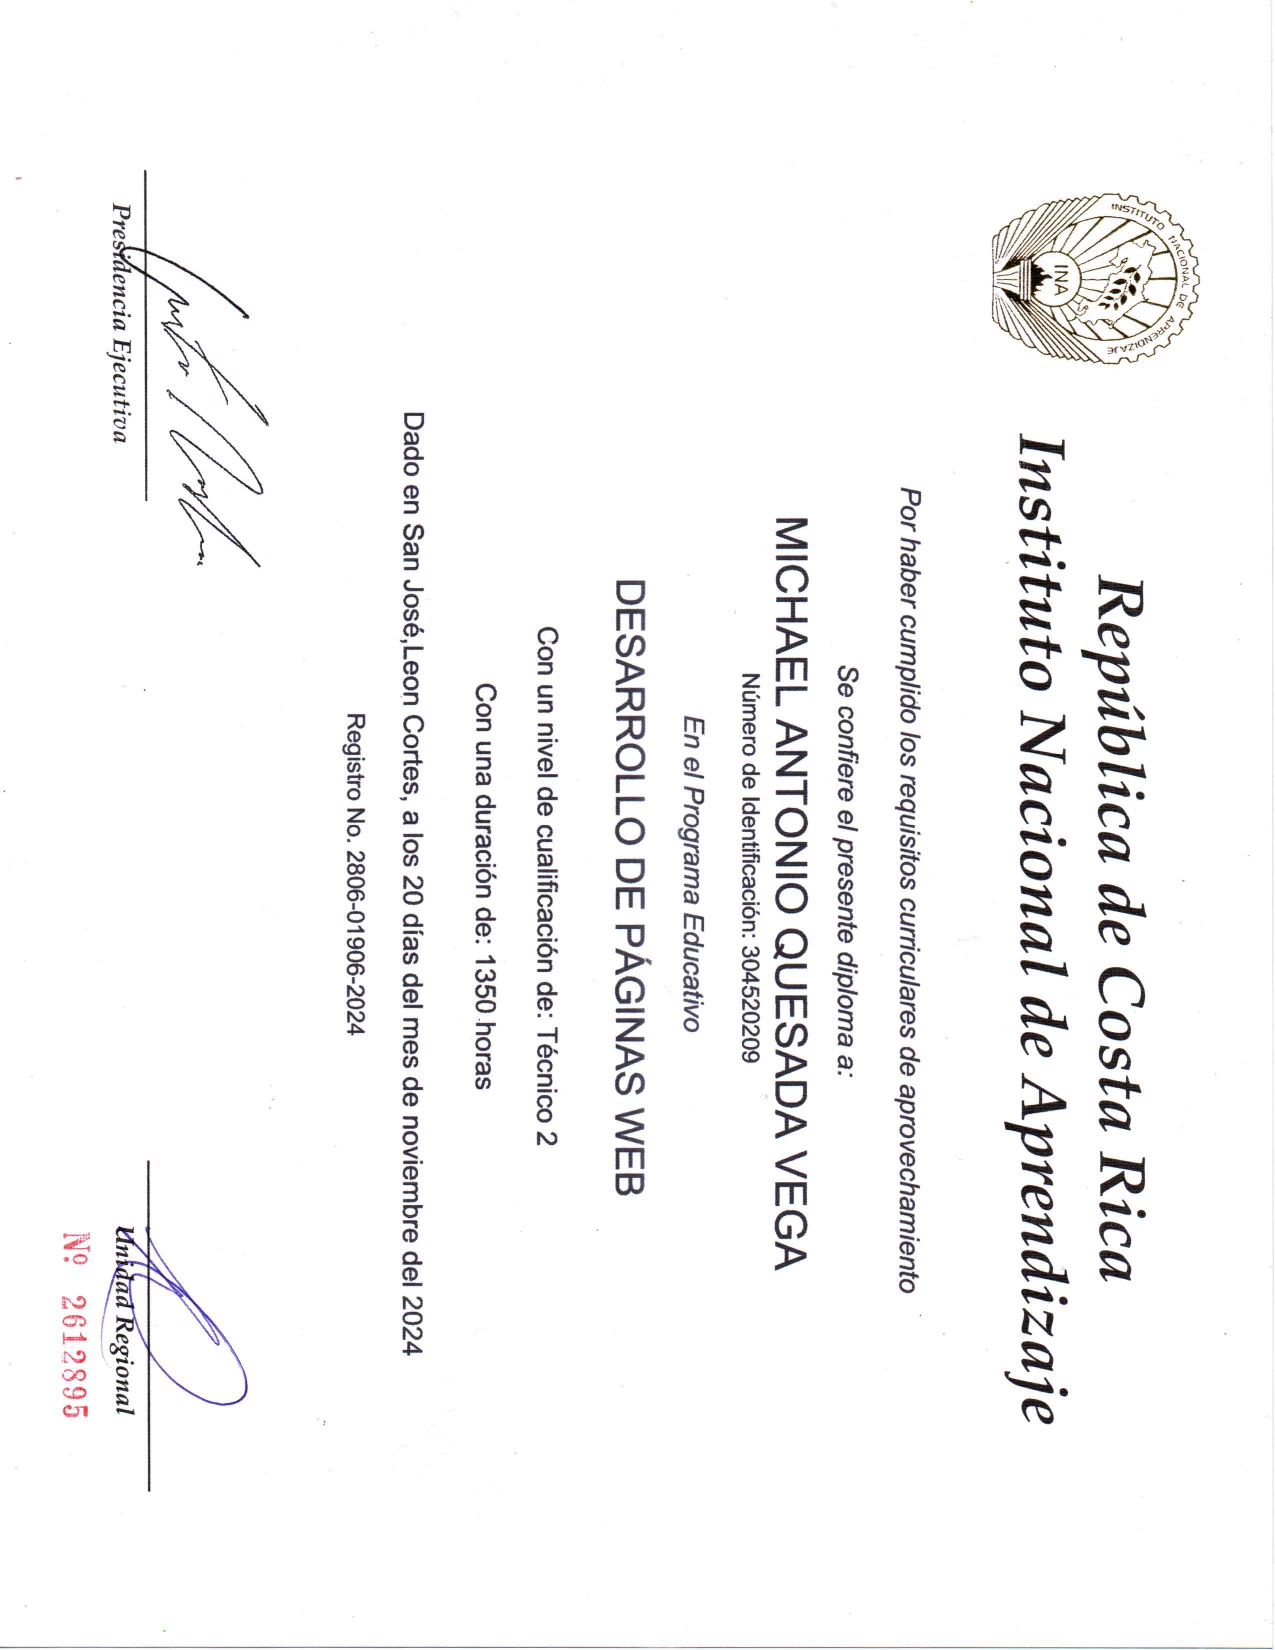 INSTITUTO NACIONAL DE APRENDIZAJE
INA
República de Costa Rica
Instituto Nacional de Aprendizaje
Por haber cumplido los requisitos curriculares de aprovechamiento
Se confiere el presente diploma a:
MICHAEL ANTONIO QUESADA VEGA
Número de Identificación: 304520209
En el Programa Educativo
DESARROLLO DE PÁGINAS WEB
Con un nivel de cualificación de: Técnico 2
Con una duración de: 1350 horas
Dado en San José,Leon Cortes, a los 20 días del mes de noviembre del 2024
Registro No. 2806-01906-2024
Presidencia Ejecutiva
Unidad Regional
Nº 2612895